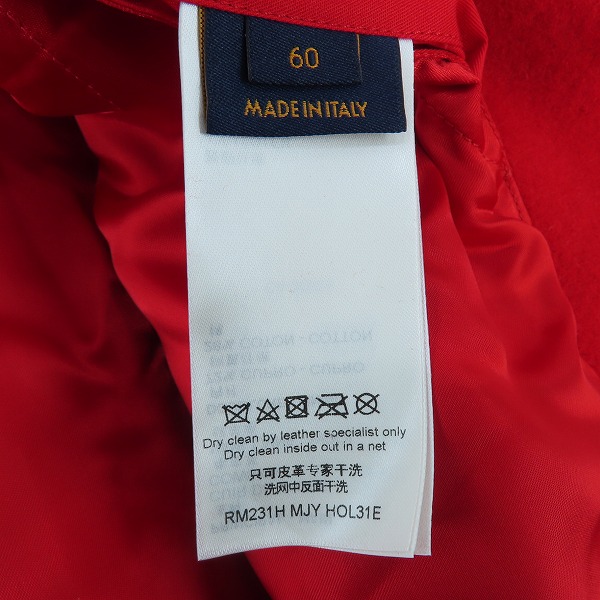 60
MADE IN ITALY
Dry clean by leather specialist only
Dry clean inside out in a net
只可皮革专家干洗
洗网中反面干洗
RM231H MJY HOL31E